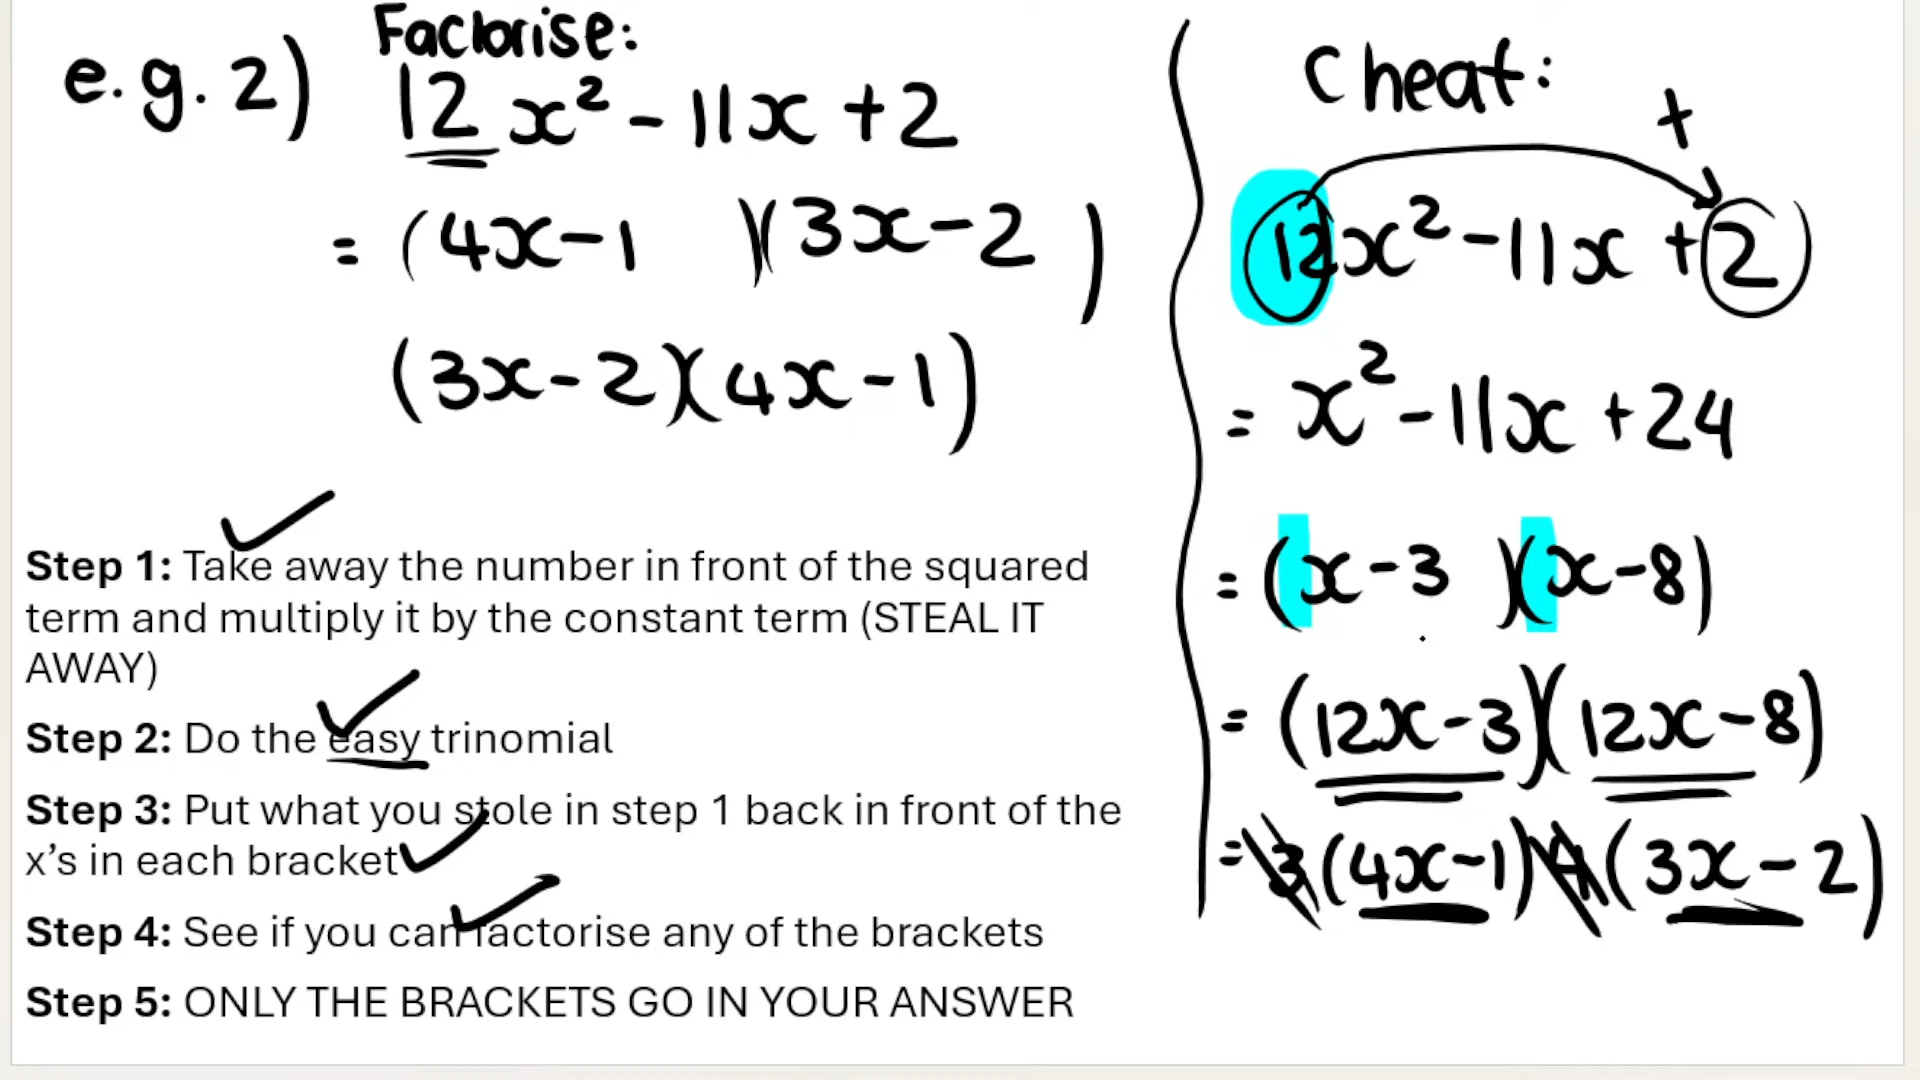 e.g. 2) Factorise:
12x² - 11x + 2
= (4x - 1)(3x - 2)
(3x - 2)(4x - 1)
Step 1: Take away the number in front of the squared
term and multiply it by the constant term (STEAL IT
AWAY)
Step 2: Do the easy trinomial
Step 3: Put what you stole in step 1 back in front of the
x's in each bracket
Step 4: See if you can factorise any of the brackets
Step 5: ONLY THE BRACKETS GO IN YOUR ANSWER
Cheat:
+
12x² - 11x + 2
= x² - 11x + 24
= (x - 3)(x - 8)
= (12x - 3)(12x - 8)
= 3(4x - 1) 4(3x - 2)